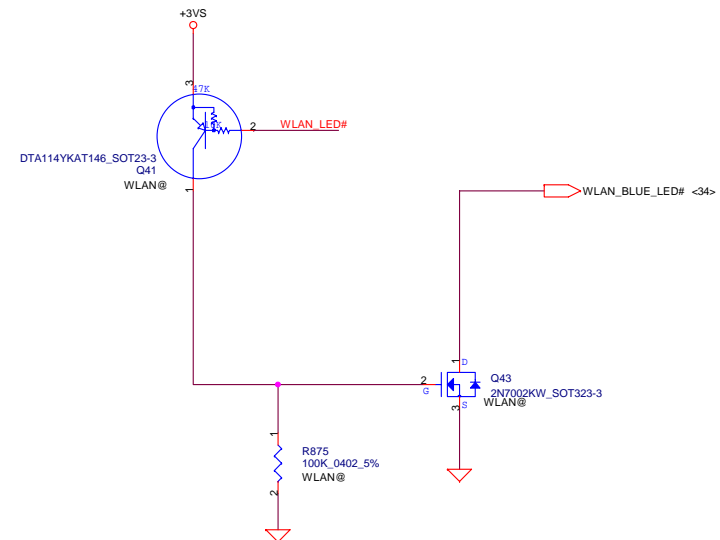 +3VS
3
47K
10K
2
WLAN_LED#
DTA114YKAT146_SOT23-3
Q41
WLAN@
1
WLAN_BLUE_LED# <34>
1
D
2
G
Q43
2N7002KW_SOT323-3
WLAN@
3
S
1
R875
100K_0402_5%
WLAN@
2